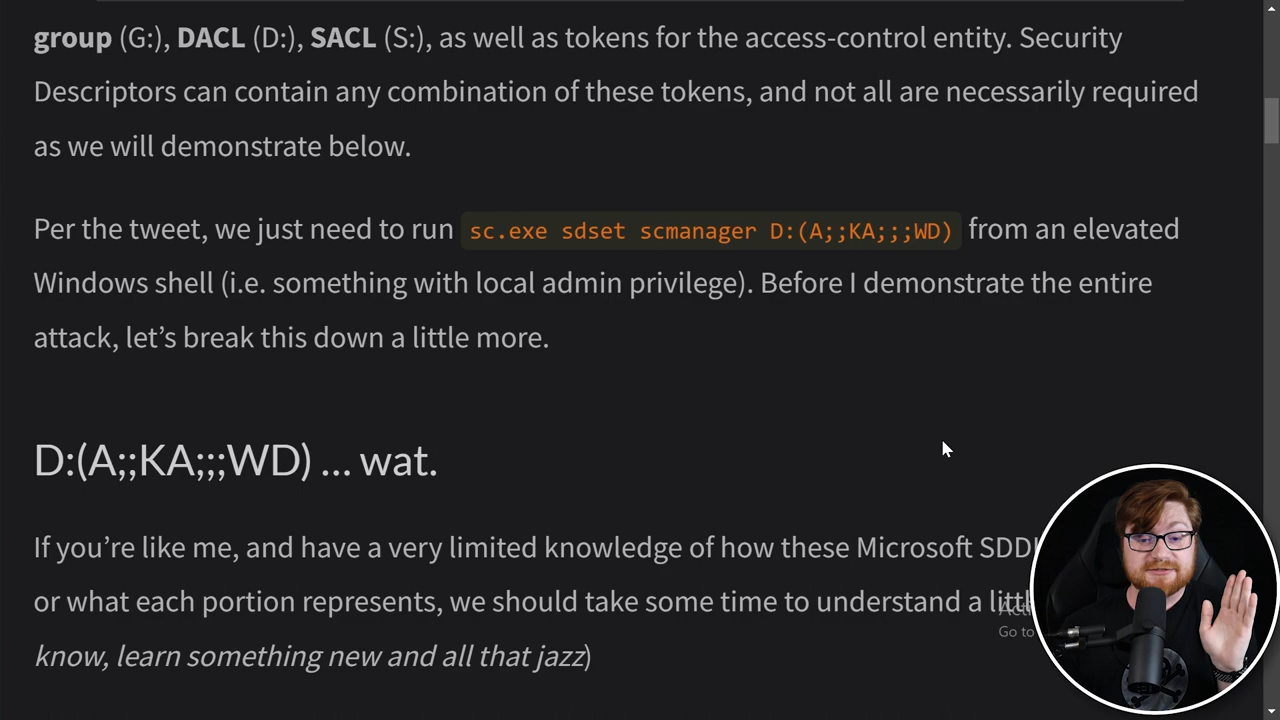 group (G:), DACL (D:), SACL (S:), as well as tokens for the access-control entity. Security
Descriptors can contain any combination of these tokens, and not all are necessarily required
as we will demonstrate below.
Per the tweet, we just need to run sc.exe sdset scmanager D:(A;;KA;;;WD) from an elevated
Windows shell (i.e. something with local admin privilege). Before I demonstrate the entire
attack, let’s break this down a little more.
D:(A;;KA;;;WD) … wat.
If you’re like me, and have a very limited knowledge of how these Microsoft
or what each portion represents, we should take some time to understand a
know, learn something new and all that jazz)
Go to